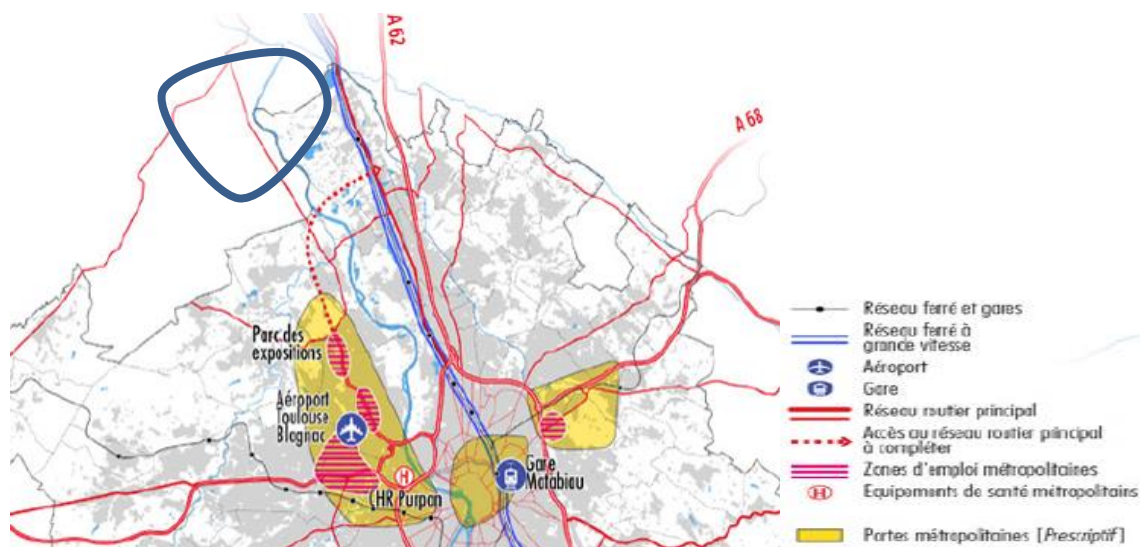 A 62
A 68
Parc des
expositions
Aéroport
Toulouse
Blagnac
H
CHR Purpan
Gare
Matabiau
Réseau ferré et gares
Réseau ferré à
grande vitesse
Aéroport
Gare
Réseau routier principal
Accès au réseau routier principal
à compléter
Zones d'emploi métropolitaines
H Equipements de santé métropolitains
Portes métropolitaines [Prescriptif]